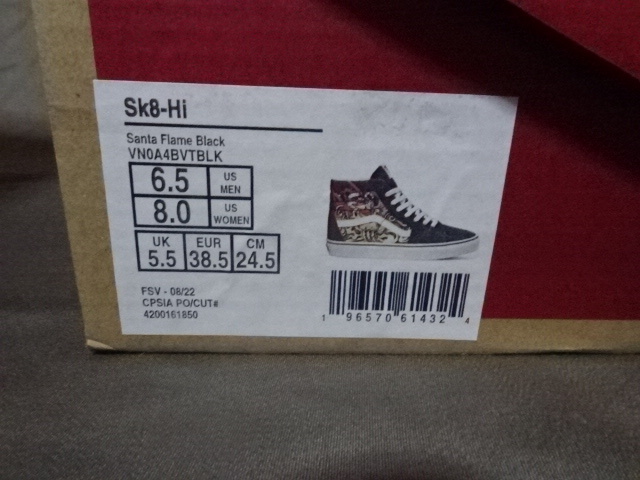 Sk8-Hi
Santa Flame Black
VN0A4BVTBLK
6.5 US MEN
8.0 US WOMEN
UK EUR CM
5.5 38.5 24.5
FSV - 08/22
CPSIA PO/CUT#
4200161850
1 96570 61432 4